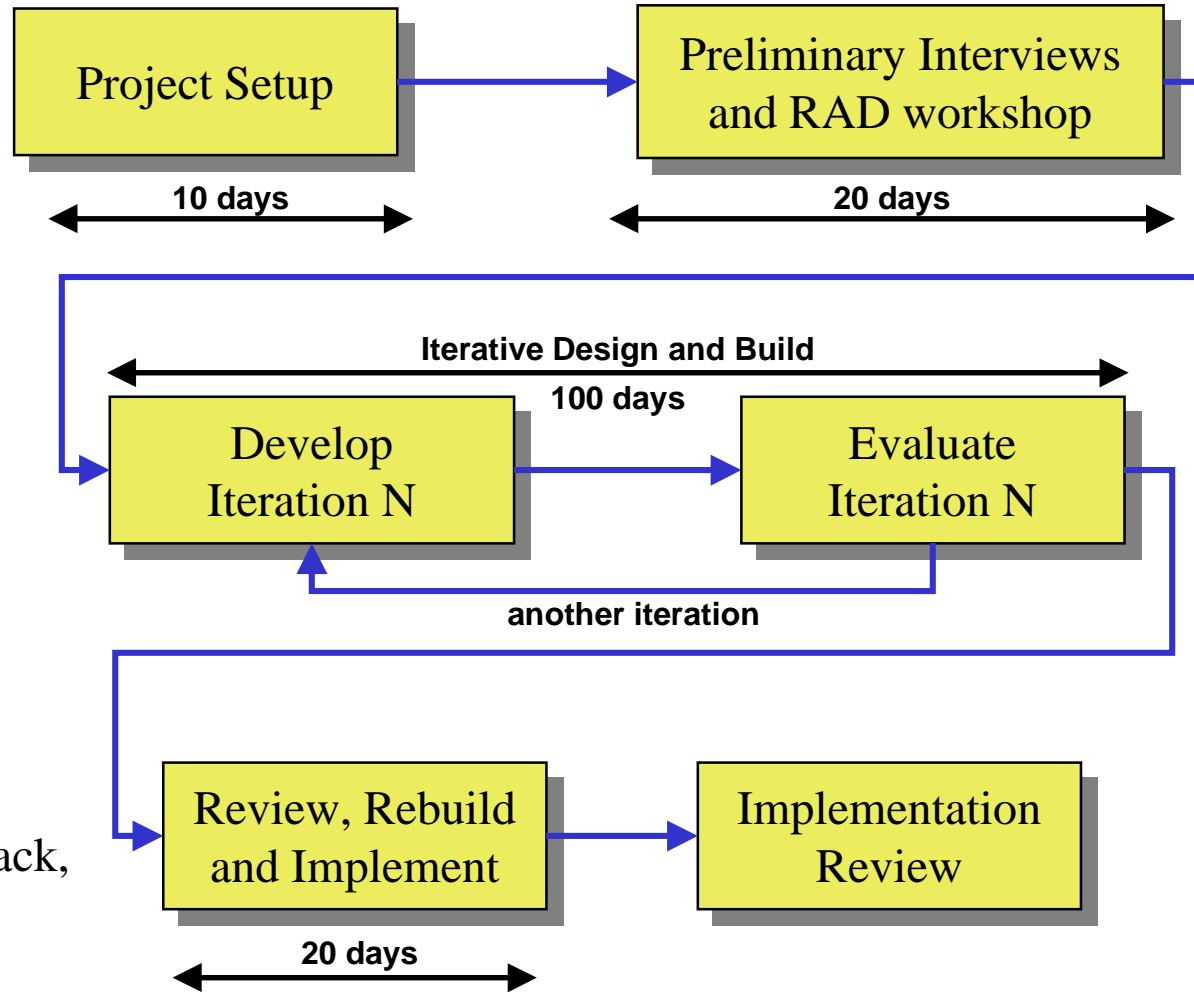 Project Setup
10 days
Preliminary Interviews
and RAD workshop
20 days
Iterative Design and Build
100 days
Develop
Iteration N
Evaluate
Iteration N
another iteration
ack,
Review, Rebuild
and Implement
20 days
Implementation
Review